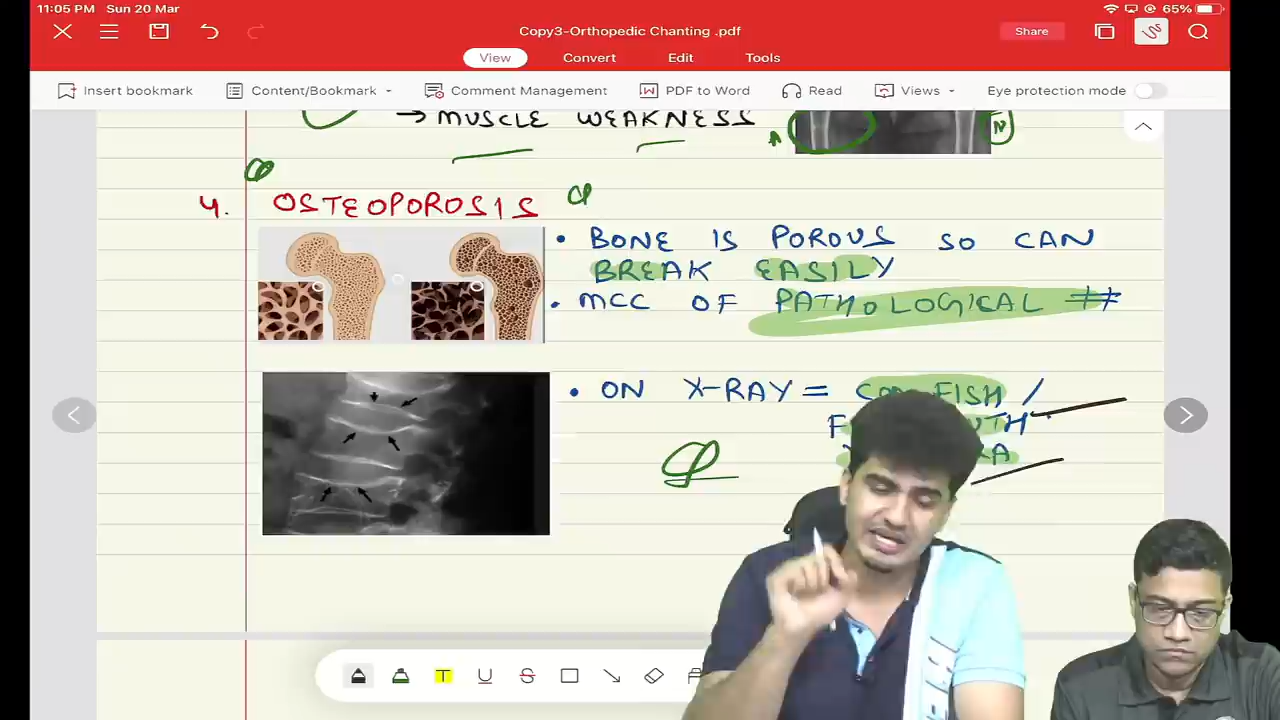 11:05 PM Sun 20 Mar 65%
Copy3-Orthopedic Chanting .pdf
Share
View Convert Edit Tools
Insert bookmark Content/Bookmark Comment Management PDF to Word Read Views Eye protection mode
→ MUSCLE WEAKNESS
A N
4. OSTEOPOROSIS
• BONE IS POROUS SO CAN
BREAK EASILY
• MCC OF PATHOLOGICAL ##
• ON X-RAY = FISH /
T U S